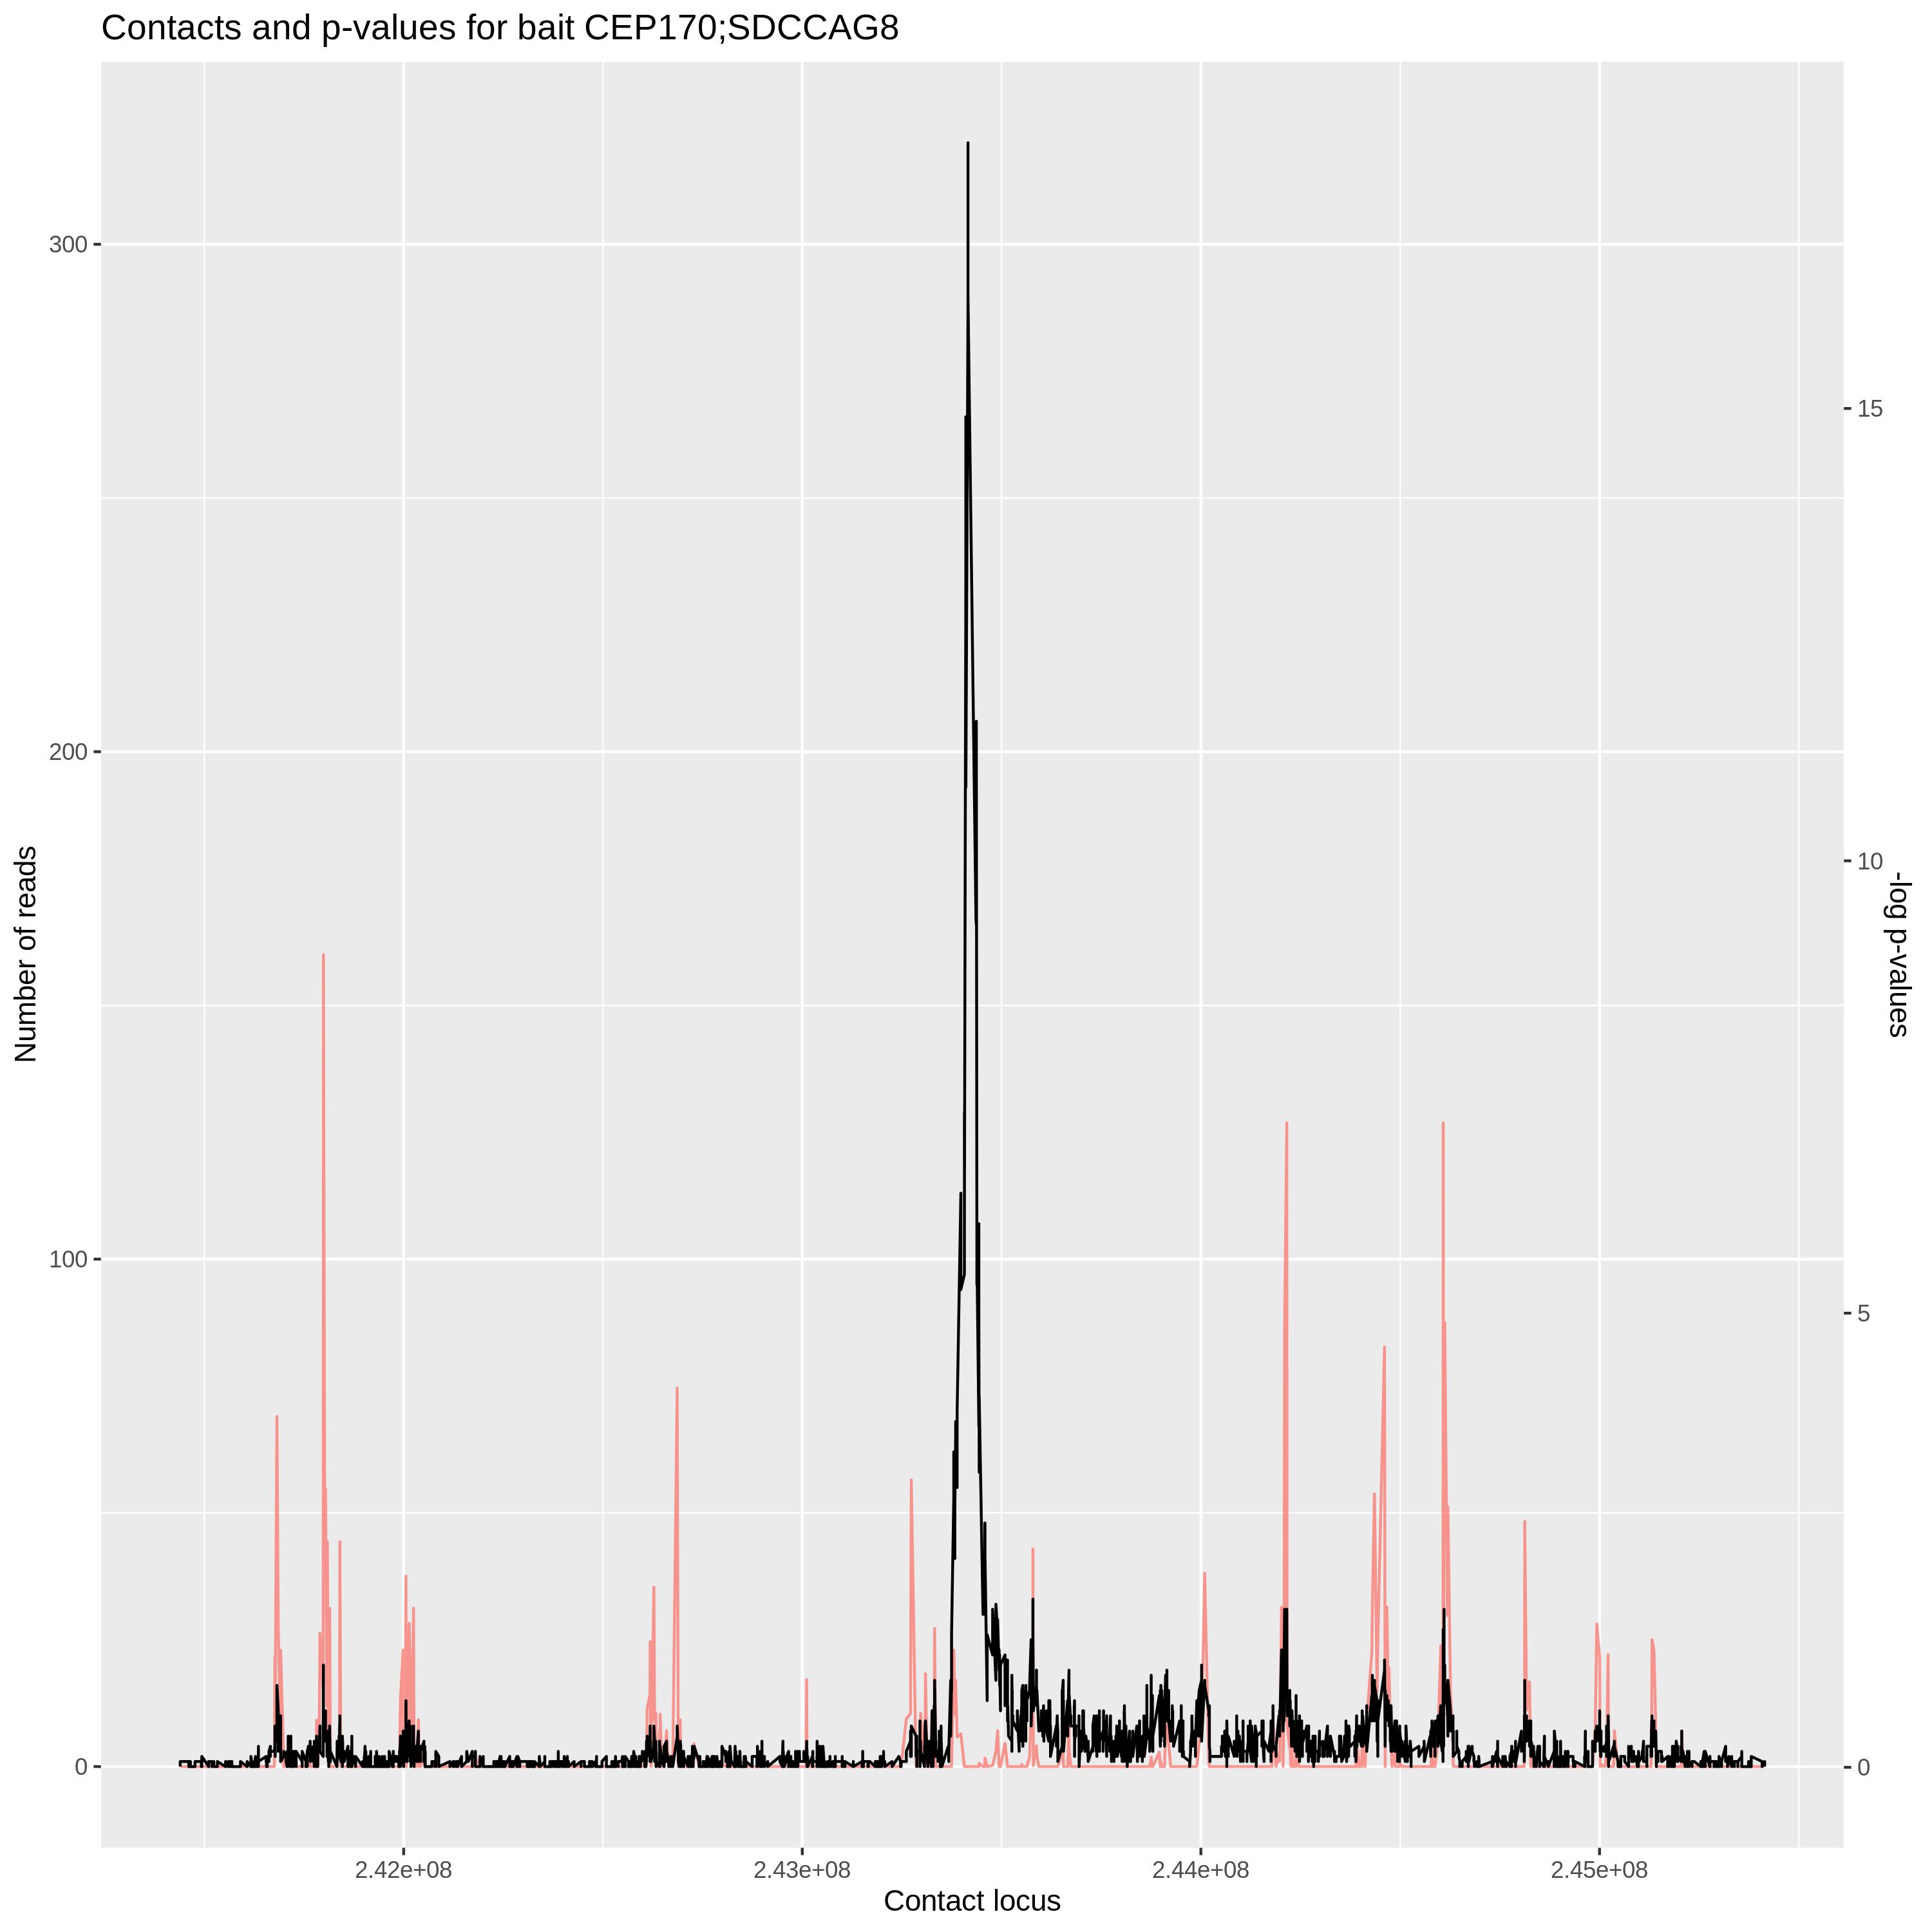 Contacts and p-values for bait CEP170;SDCCAG8
300
200
100
0
Number of reads
15
10
5
0
-log p-values
2.42e+08
2.43e+08
2.44e+08
2.45e+08
Contact locus